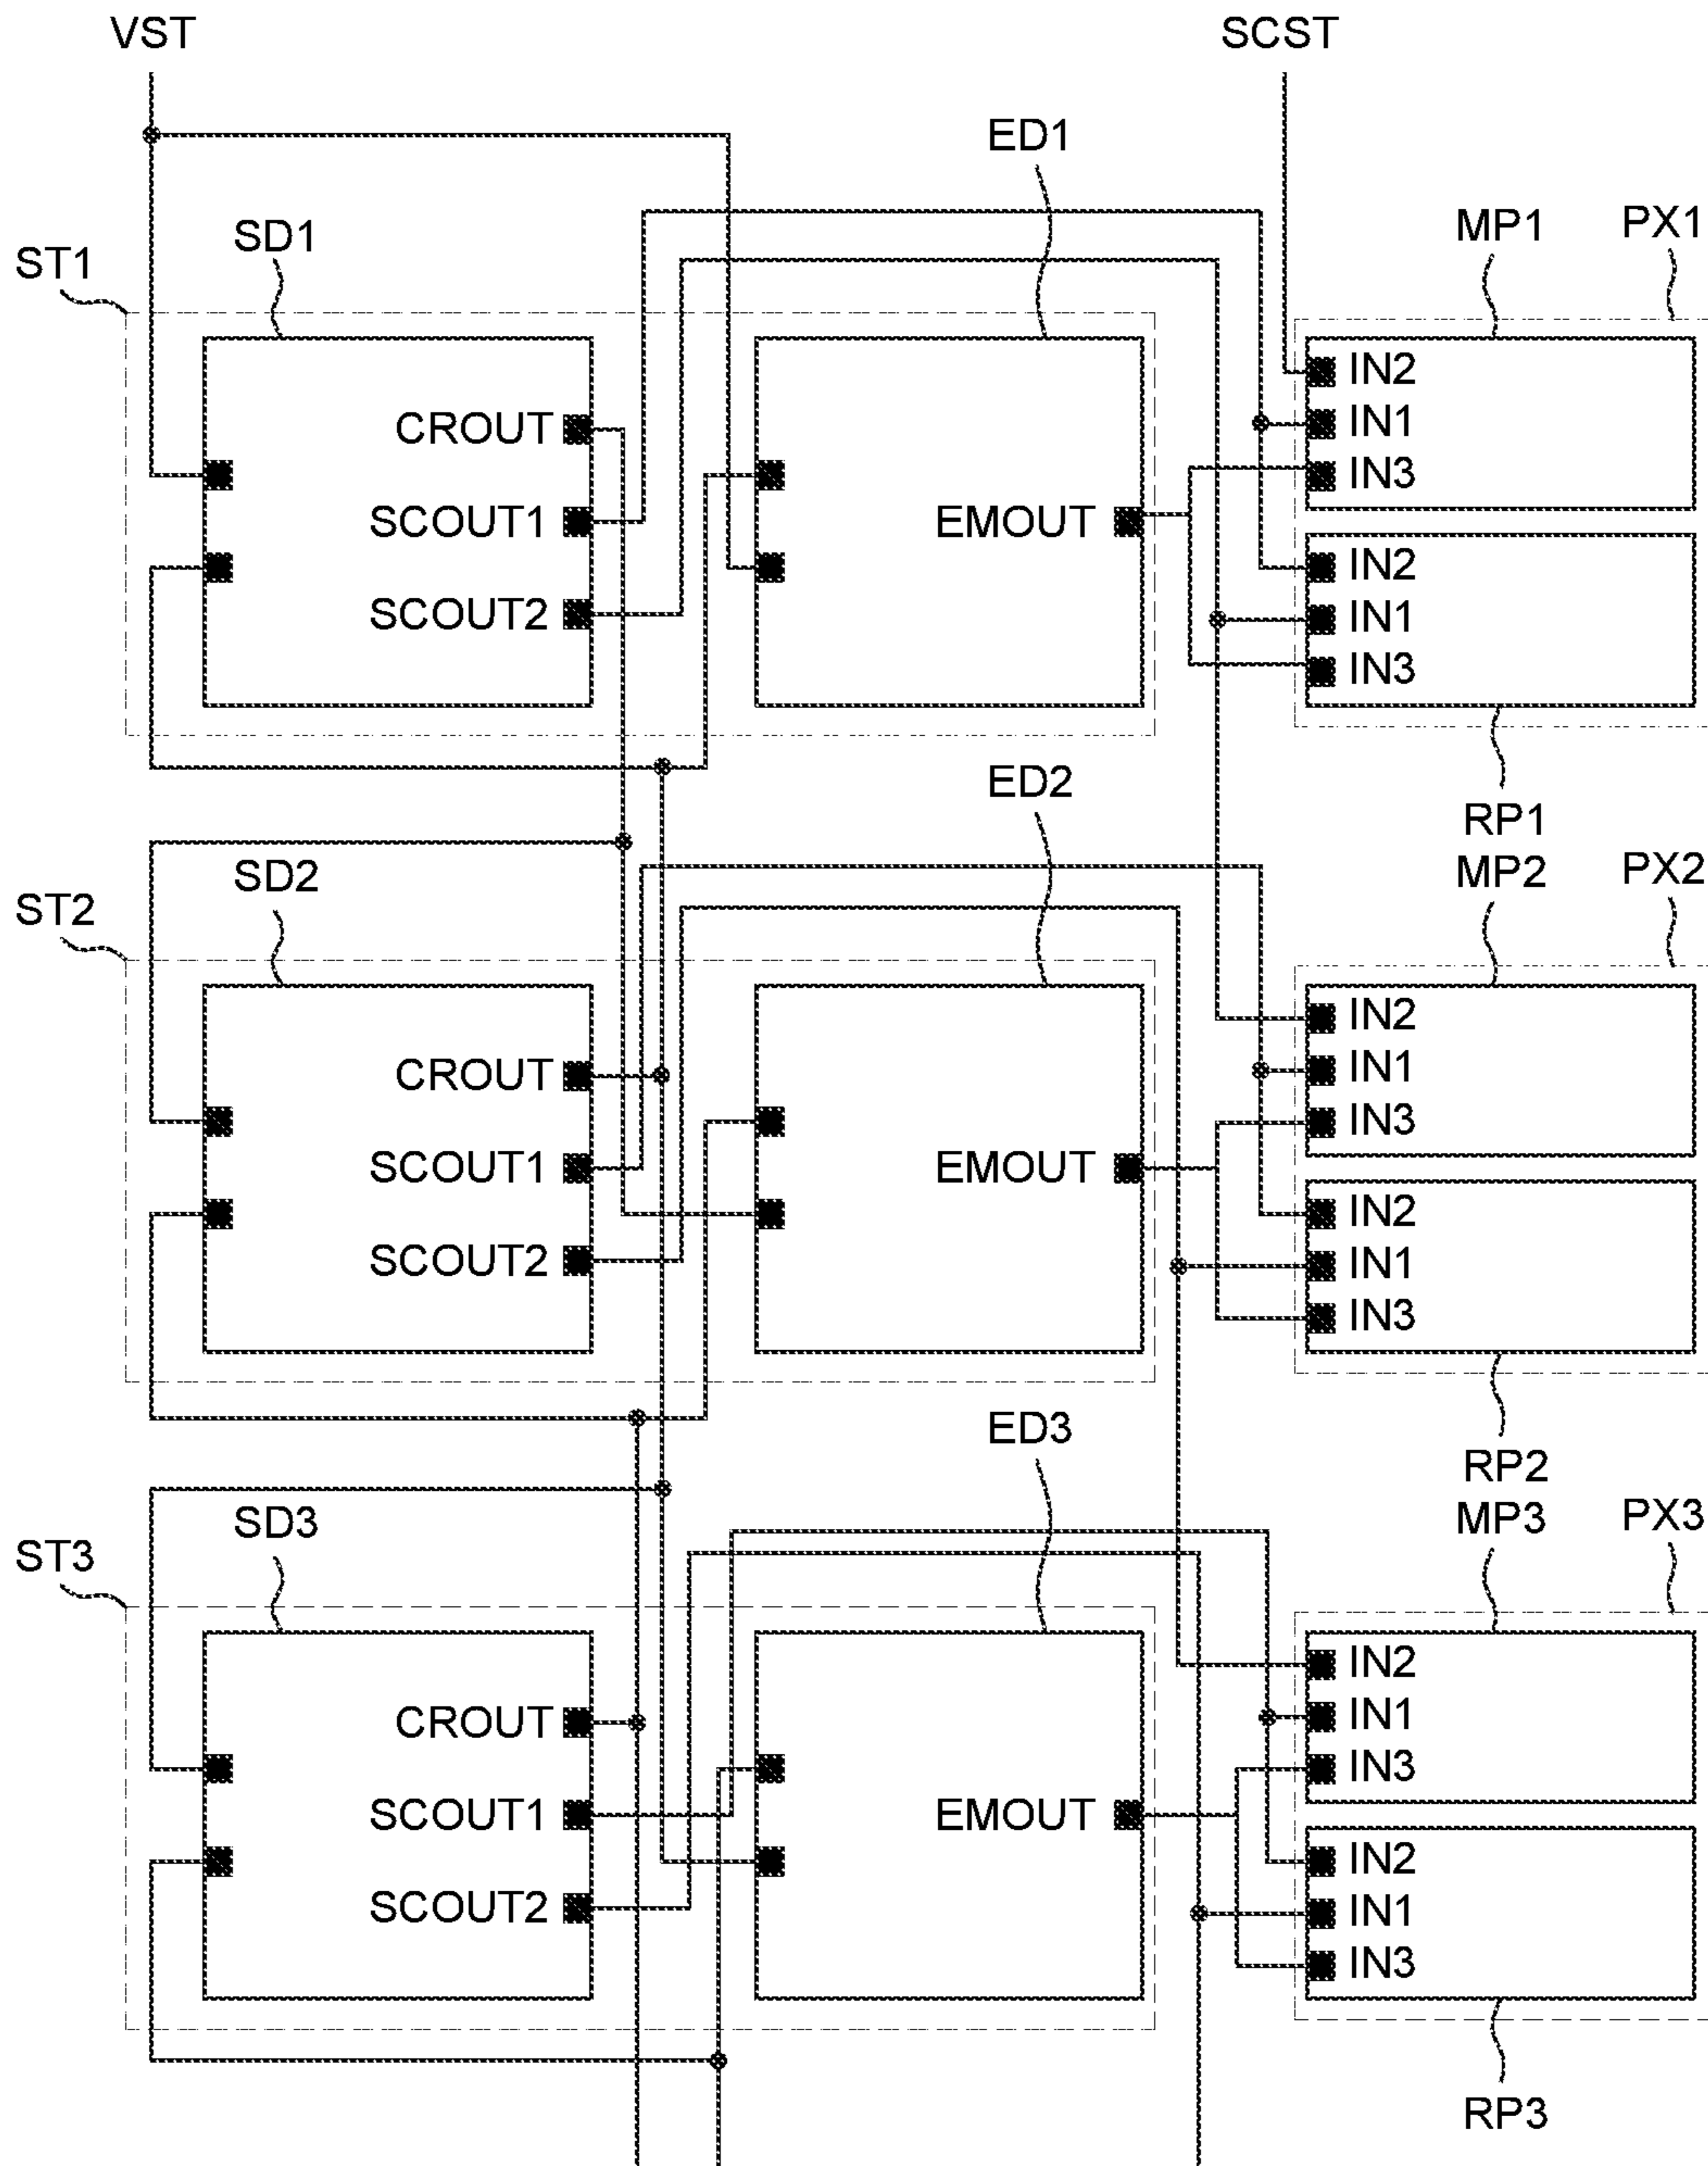 VST
SCST
ED1
MP1
PX1
SD1
ST1
CROUT
SCOUT1
SCOUT2
EMOUT
IN2
IN1
IN3
IN2
IN1
IN3
RP1
ED2
MP2
PX2
SD2
ST2
CROUT
SCOUT1
SCOUT2
EMOUT
IN2
IN1
IN3
IN2
IN1
IN3
RP2
ED3
MP3
PX3
SD3
ST3
CROUT
SCOUT1
SCOUT2
EMOUT
IN2
IN1
IN3
IN2
IN1
IN3
RP3